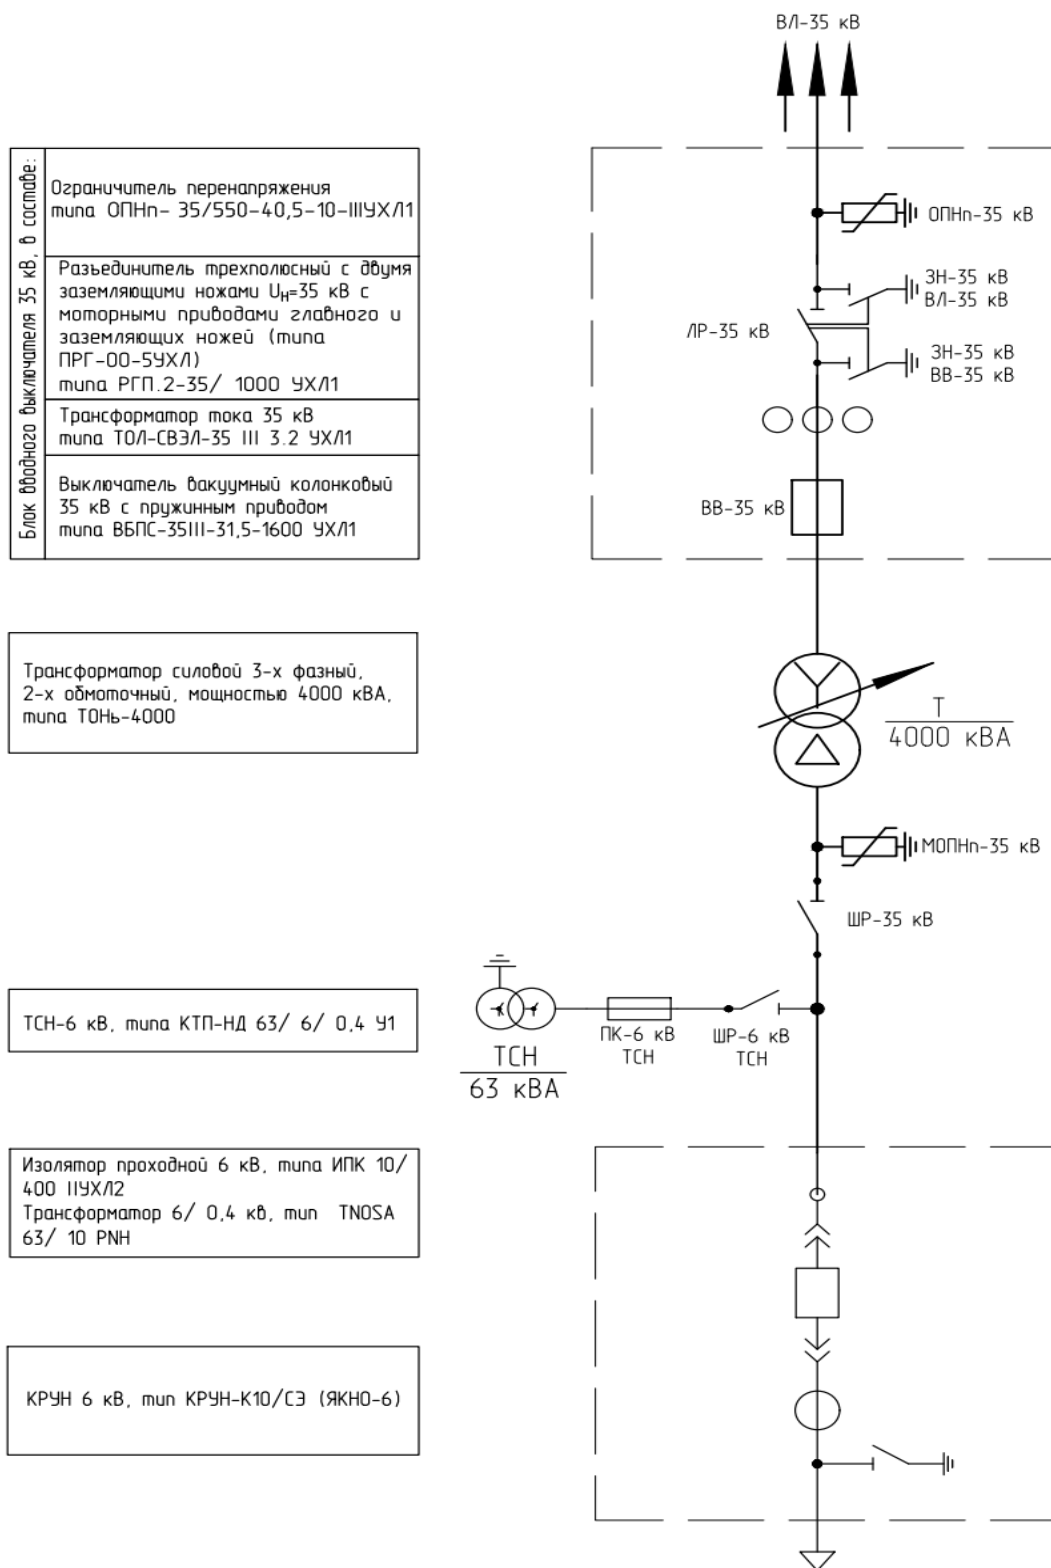 ВЛ-35 кВ
Блок вводного выключателя 35 кВ, в составе:
Ограничитель перенапряжения
типа ОПНп- 35/550-40,5-10-IIIУХЛ1
Разъединитель трехполюсный с двумя
заземляющими ножами Uн=35 кВ с
моторными приводами главного и
заземляющих ножей (типа
ПРГ-00-5УХЛ)
типа РГП.2-35/ 1000 УХЛ1
Трансформатор тока 35 кВ
типа ТОЛ-СВЭЛ-35 III 3.2 УХЛ1
Выключатель вакуумный колонковый
35 кВ с пружинным приводом
типа ВБПС-35III-31,5-1600 УХЛ1
ОПНп-35 кВ
ЗН-35 кВ
ВЛ-35 кВ
ЛР-35 кВ
ЗН-35 кВ
ВВ-35 кВ
ВВ-35 кВ
Трансформатор силовой 3-х фазный,
2-х обмоточный, мощностью 4000 кВА,
типа ТОНь-4000
Т
4000 кВА
МОПНп-35 кВ
ШР-35 кВ
ТСН-6 кВ, типа КТП-НД 63/ 6/ 0,4 У1
ТСН
63 кВА
ПК-6 кВ
ТСН
ШР-6 кВ
ТСН
Изолятор проходной 6 кВ, типа ИПК 10/
400 IIУХЛ2
Трансформатор 6/ 0,4 кв, тип TNOSA
63/ 10 PNH
КРУН 6 кВ, тип КРУН-К10/СЭ (ЯКНО-6)